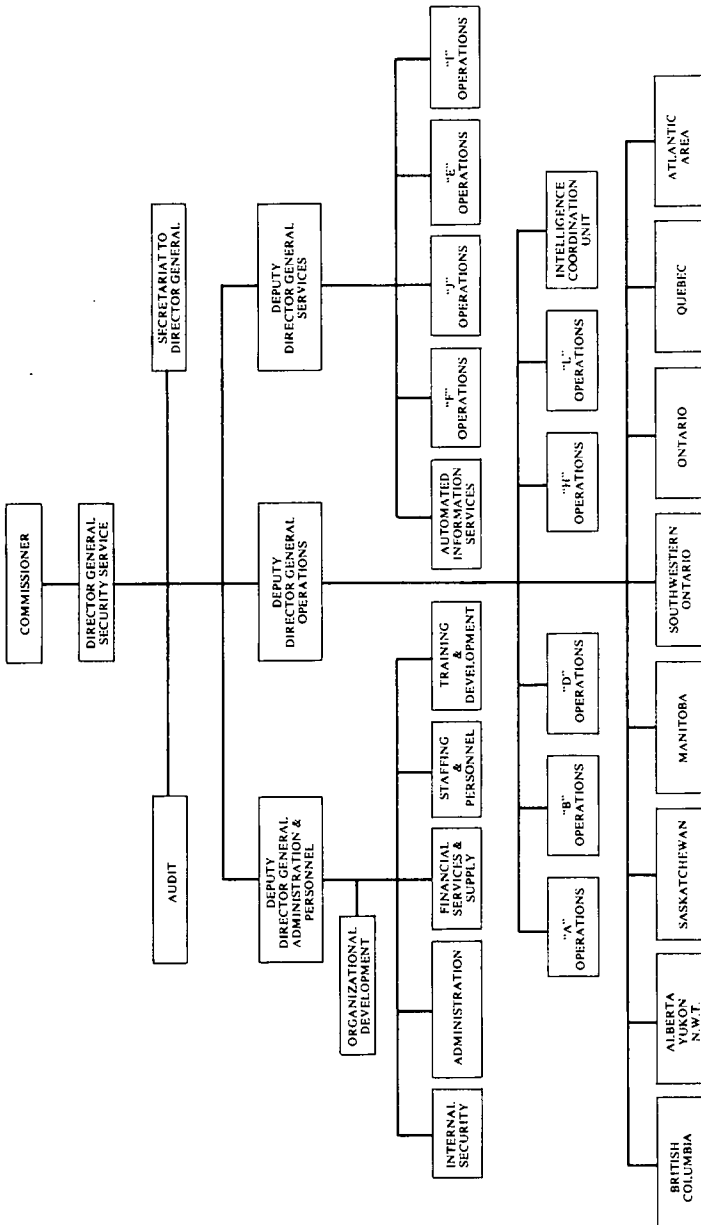 COMMISSIONER
DIRECTOR GENERAL
SECURITY SERVICE
AUDIT
SECRETARIAT TO
DIRECTOR GENERAL
DEPUTY
DIRECTOR GENERAL
ADMINISTRATION &
PERSONNEL
DEPUTY
DIRECTOR GENERAL
OPERATIONS
DEPUTY
DIRECTOR GENERAL
SERVICES
ORGANIZATIONAL
DEVELOPMENT
INTERNAL
SECURITY
ADMINISTRATION
FINANCIAL
SERVICES &
SUPPLY
STAFFING
&
PERSONNEL
TRAINING
&
DEVELOPMENT
AUTOMATED
INFORMATION
SERVICES
"F"
OPERATIONS
"J"
OPERATIONS
"E"
OPERATIONS
"I"
OPERATIONS
"A"
OPERATIONS
"B"
OPERATIONS
"D"
OPERATIONS
"H"
OPERATIONS
"L"
OPERATIONS
INTELLIGENCE
COORDINATION
UNIT
BRITISH
COLUMBIA
ALBERTA
YUKON
N.W.T.
SASKATCHEWAN
MANITOBA
SOUTHWESTERN
ONTARIO
ONTARIO
QUEBEC
ATLANTIC
AREA